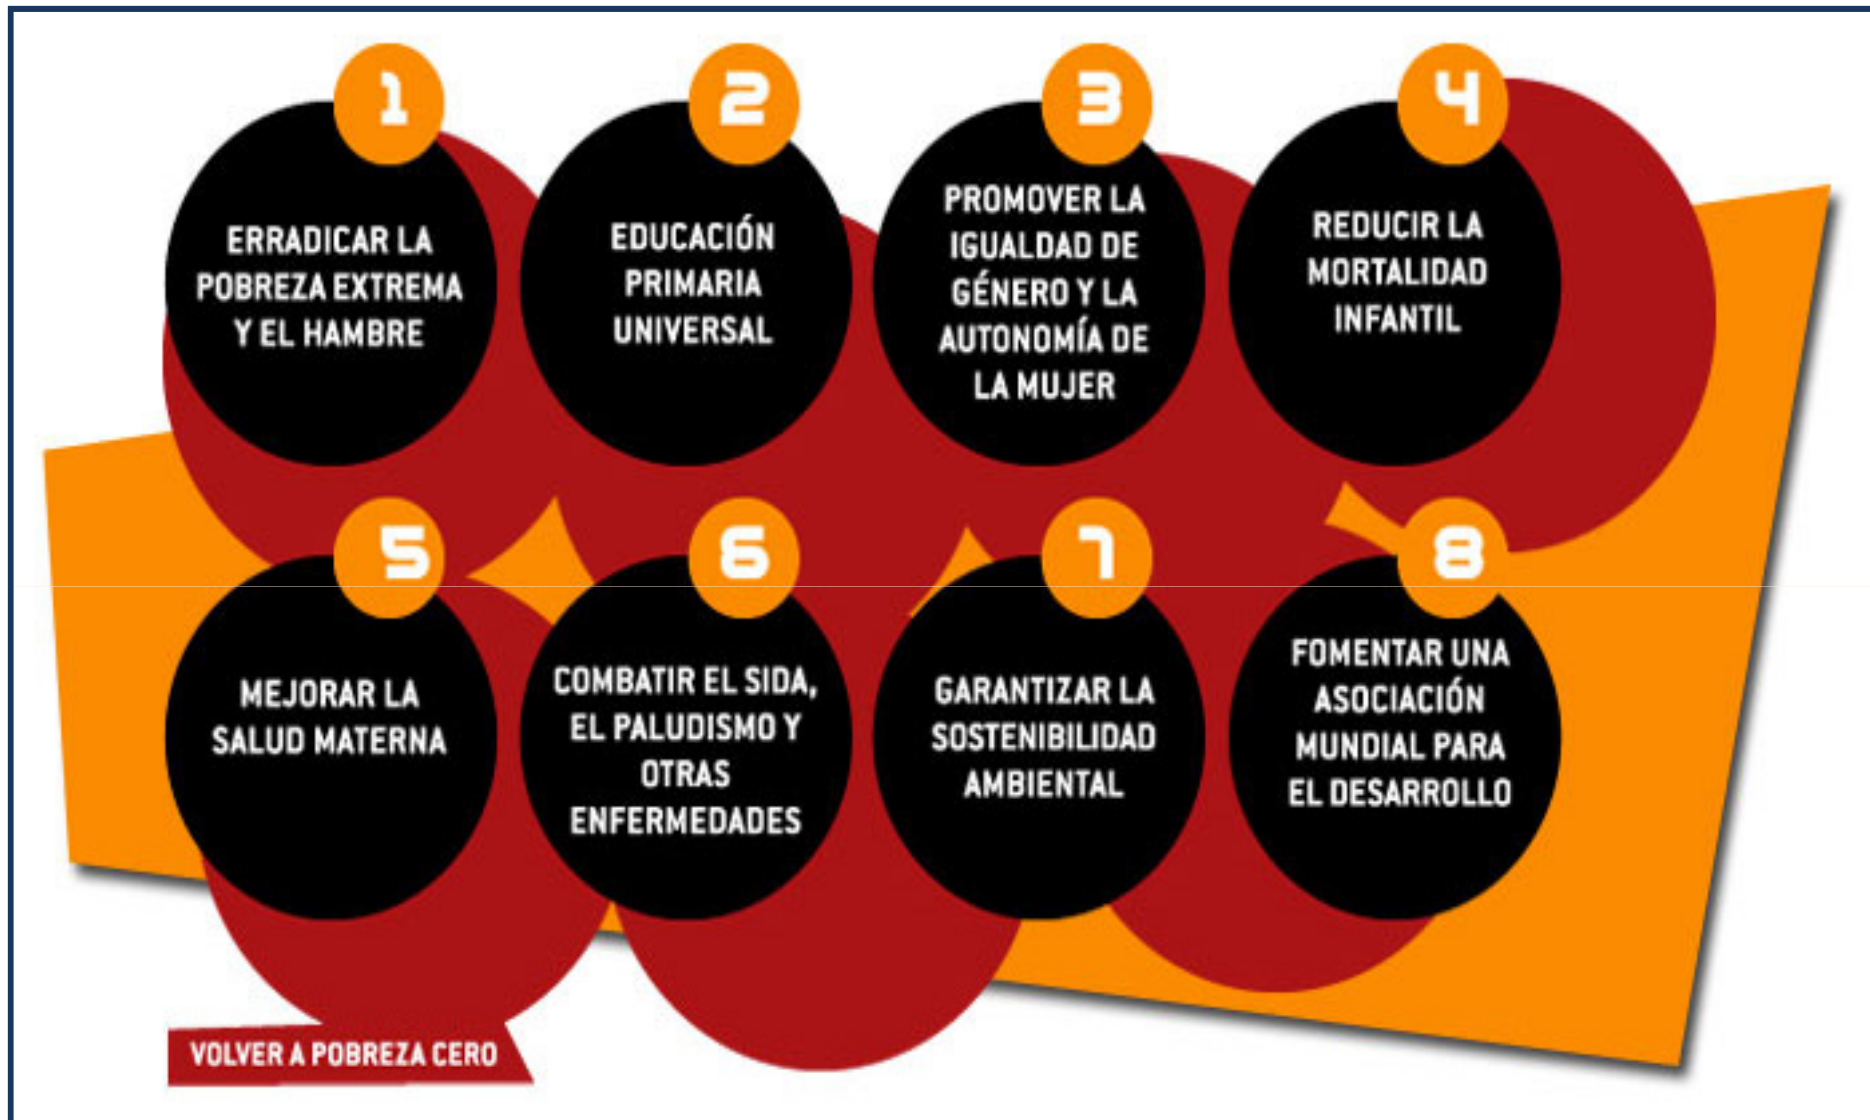 1
ERRADICAR LA
POBREZA EXTREMA
Y EL HAMBRE
2
EDUCACIÓN
PRIMARIA
UNIVERSAL
3
PROMOVER LA
IGUALDAD DE
GÉNERO Y LA
AUTONOMÍA DE
LA MUJER
4
REDUCIR LA
MORTALIDAD
INFANTIL
5
MEJORAR LA
SALUD MATERNA
6
COMBATIR EL SIDA,
EL PALUDISMO Y
OTRAS
ENFERMEDADES
7
GARANTIZAR LA
SOSTENIBILIDAD
AMBIENTAL
8
FOMENTAR UNA
ASOCIACIÓN
MUNDIAL PARA
EL DESARROLLO
VOLVER A POBREZA CERO